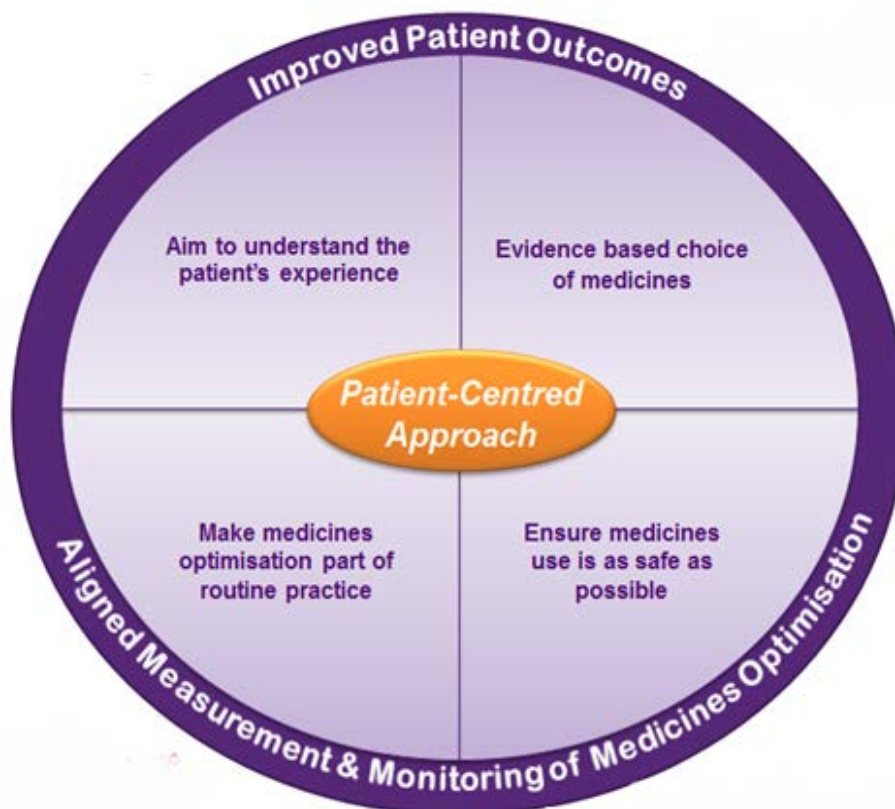 Improved Patient Outcomes
Aim to understand the
patient's experience
Evidence based choice
of medicines
Patient-Centred
Approach
Make medicines
optimisation part of
routine practice
Ensure medicines
use is as safe as
possible
Aligned Measurement & Monitoring of Medicines Optimisation